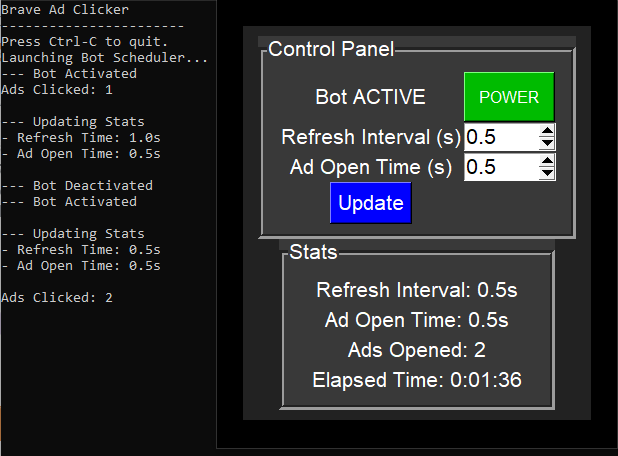 Brave Ad Clicker
-----------------------
Press Ctrl-C to quit.
Launching Bot Scheduler...
--- Bot Activated
Ads Clicked: 1
--- Updating Stats
- Refresh Time: 1.0s
- Ad Open Time: 0.5s
--- Bot Deactivated
--- Bot Activated
--- Updating Stats
- Refresh Time: 0.5s
- Ad Open Time: 0.5s
Ads Clicked: 2
Control Panel
Bot ACTIVE POWER
Refresh Interval (s) 0.5
Ad Open Time (s) 0.5
Update
Stats
Refresh Interval: 0.5s
Ad Open Time: 0.5s
Ads Opened: 2
Elapsed Time: 0:01:36